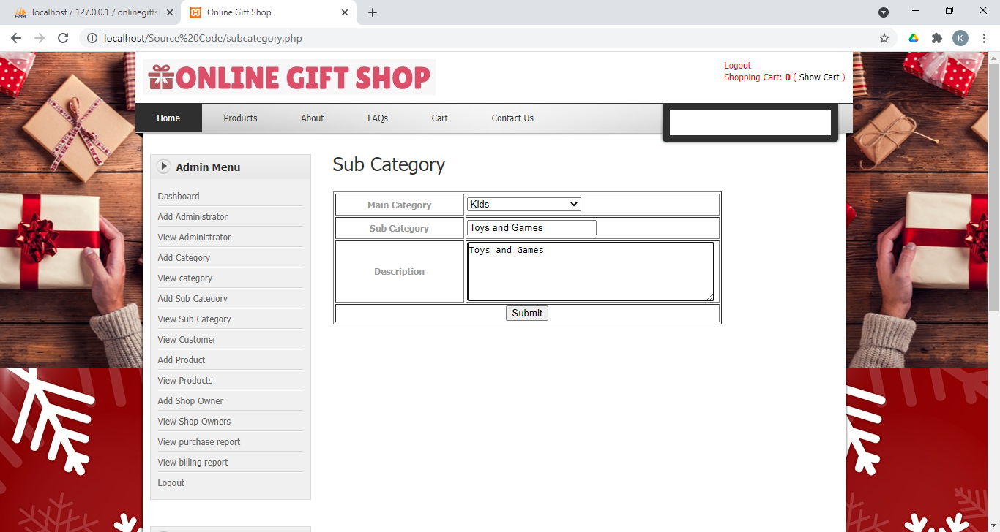 localhost / 127.0.0.1 / onlinegifts
Online Gift Shop
localhost/Source%20Code/subcategory.php
K
ONLINE GIFT SHOP
Logout
Shopping Cart: 0 ( Show Cart )
Home
Products
About
FAQs
Cart
Contact Us
Admin Menu
Dashboard
Add Administrator
View Administrator
Add Category
View category
Add Sub Category
View Sub Category
View Customer
Add Product
View Products
Add Shop Owner
View Shop Owners
View purchase report
View billing report
Logout
Sub Category
Main Category
Kids
Sub Category
Toys and Games
Description
Toys and Games
Submit